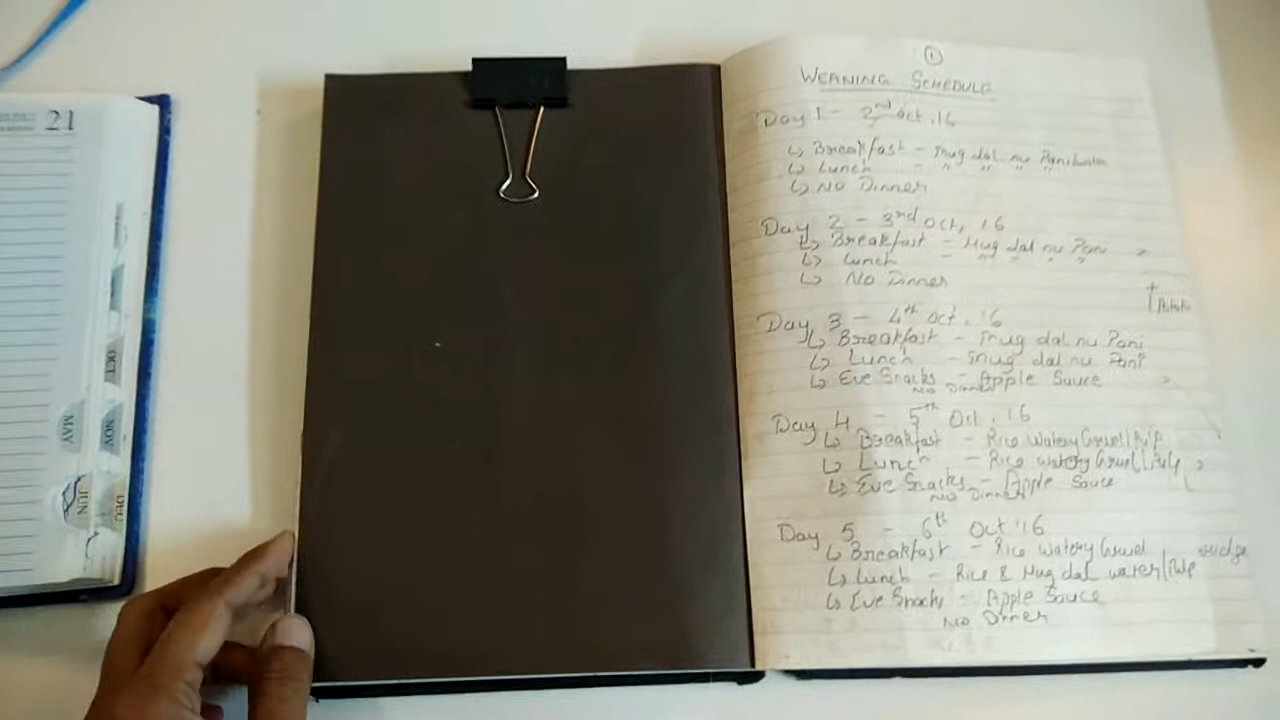 21
OCT
MAY
NOV
JUN
DEC
①
WEANING SCHEDULE
Day 1 - 2nd Oct, 16
↳ Breakfast - Mug dal nu Pani
↳ Lunch - " " " "
↳ No Dinner
Day 2 - 3rd Oct, 16
↳ Breakfast - Mug dal nu Pani
↳ Lunch - " " " "
↳ No Dinner
Day 3 - 4th Oct, 16
↳ Breakfast - Mug dal nu Pani
↳ Lunch - Mug dal nu Pani
↳ Eve Snacks - Apple Sauce
No Dinner
Day 4 - 5th Oct, 16
↳ Breakfast - Rice Watery Gruel/Pulp
↳ Lunch - Rice Watery Gruel/Pulp
↳ Eve Snacks - Apple Sauce
No Dinner
Day 5 - 6th Oct '16
↳ Breakfast - Rice Watery Gruel
↳ Lunch - Rice & Mug dal water/Pulp
↳ Eve Snacks - Apple Sauce
No Dinner